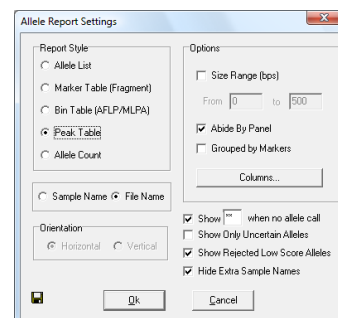 Allele Report Settings
Report Style
Allele List
Marker Table (Fragment)
Bin Table (AFLP/MLPA)
Peak Table
Allele Count
Sample Name File Name
Orientation
Horizontal Vertical
Options
Size Range (bps)
From 0 to 500
Abide By Panel
Grouped by Markers
Columns...
Show "" when no allele call
Show Only Uncertain Alleles
Show Rejected Low Score Alleles
Hide Extra Sample Names
Ok Cancel